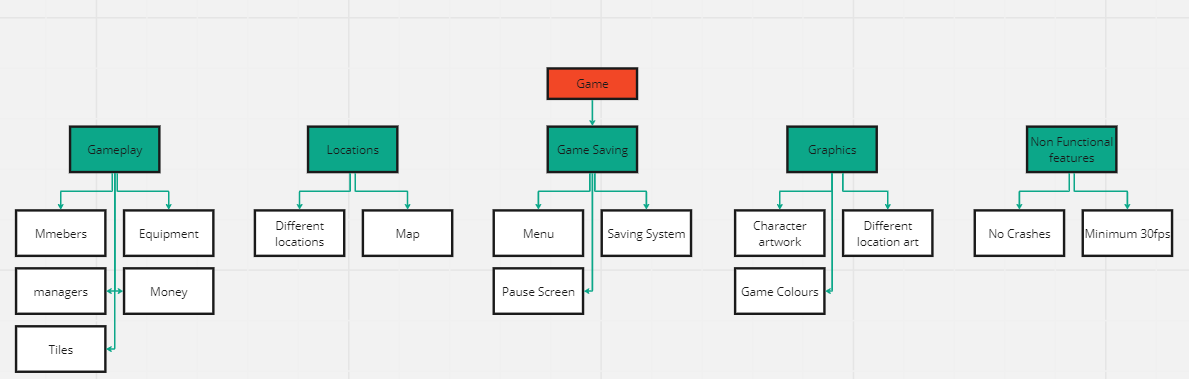 Game
Gameplay
Locations
Game Saving
Graphics
Non Functional
features
Mmebers
Equipment
Different
locations
Map
Menu
Saving System
Character
artwork
Different
location art
No Crashes
Minimum 30fps
managers
Money
Pause Screen
Game Colours
Tiles